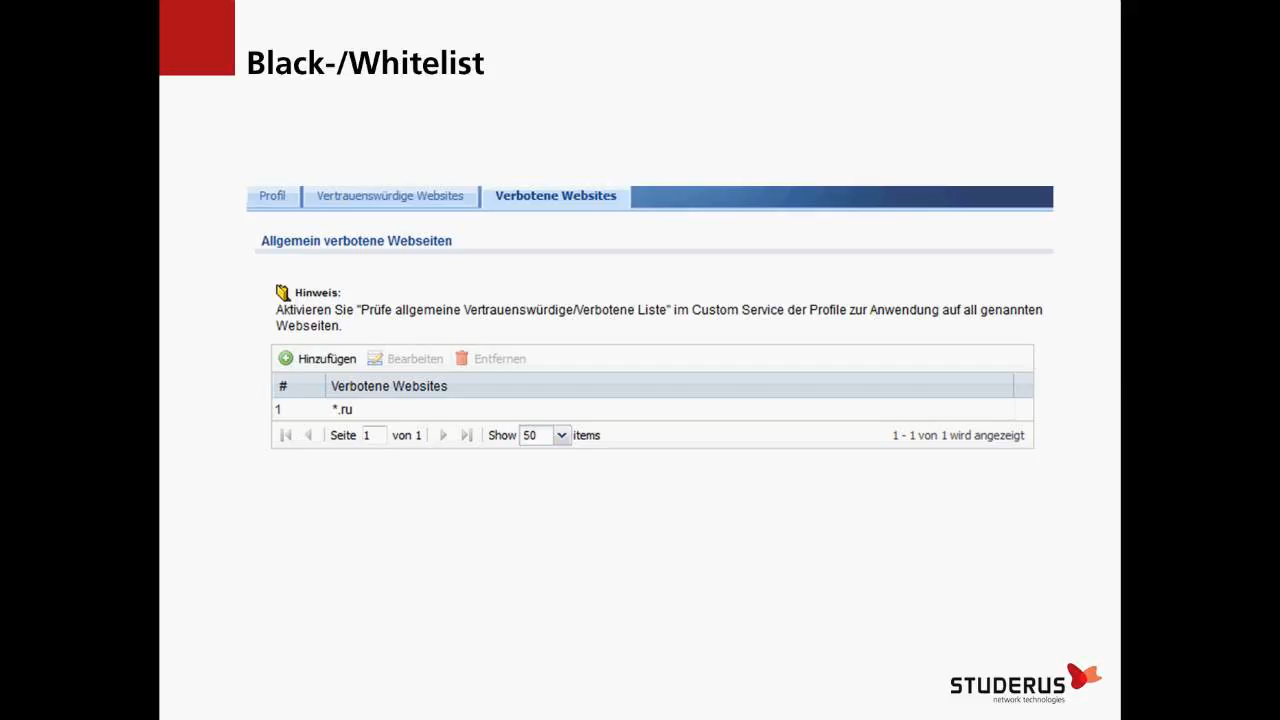 Black-/Whitelist
Profil Vertrauenswürdige Websites Verbotene Websites
Allgemein verbotene Webseiten
Hinweis:
Aktivieren Sie "Prüfe allgemeine Vertrauenswürdige/Verbotene Liste" im Custom Service der Profile zur Anwendung auf all genannten
Webseiten.
Hinzufügen Bearbeiten Entfernen
# Verbotene Websites
1 *.ru
Seite 1 von 1 Show 50 items 1 - 1 von 1 wird angezeigt
STUDERUS
network technologies